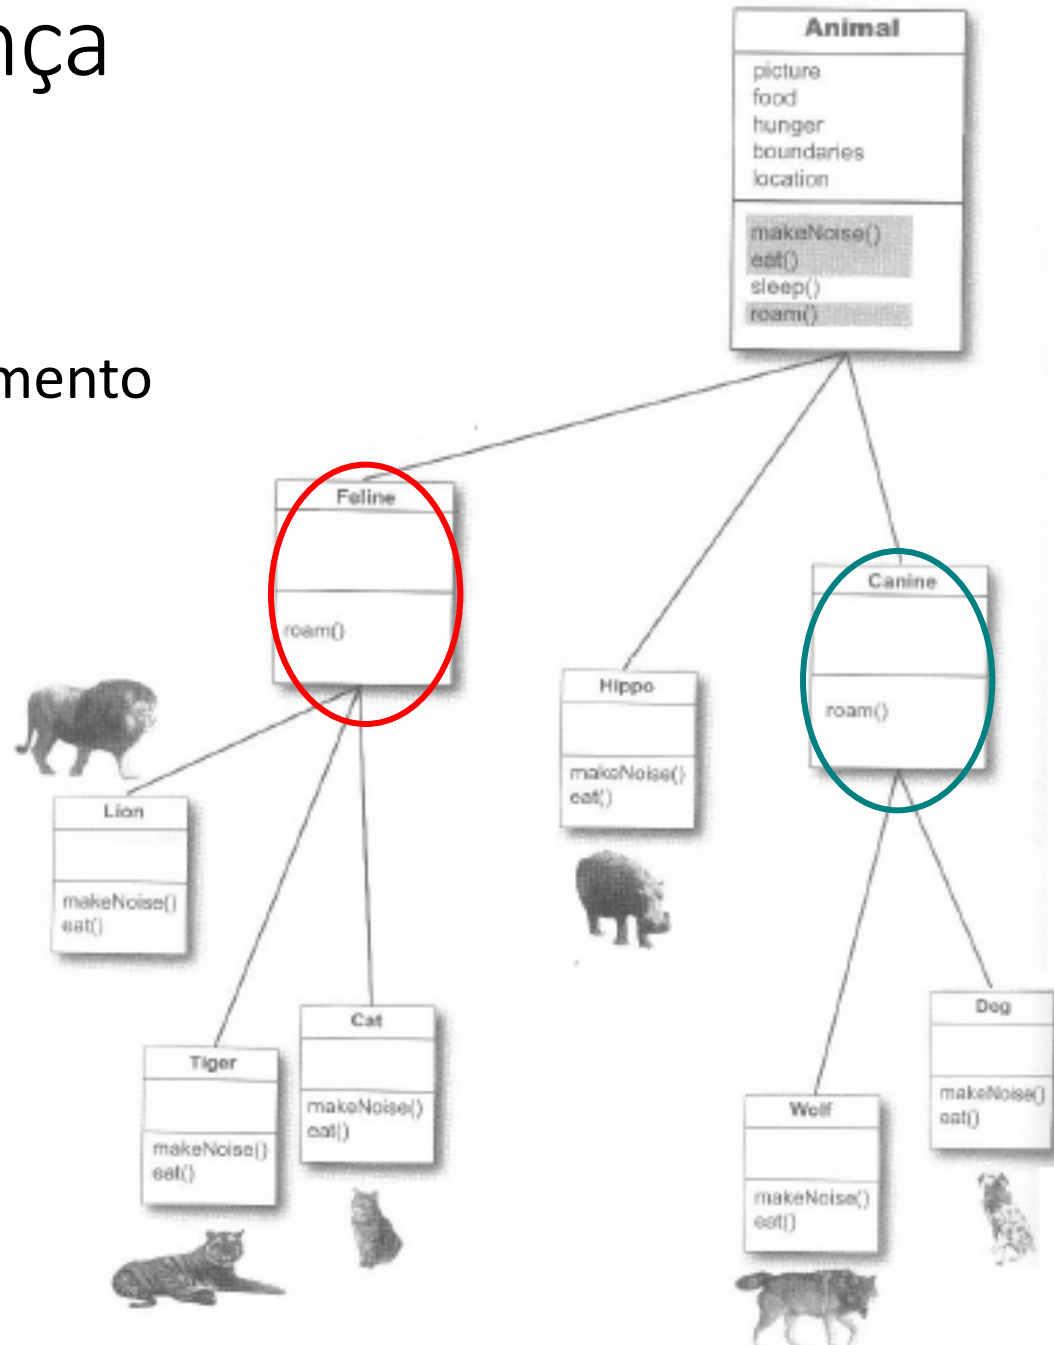 nça
mento
Animal
picture
food
hunger
boundaries
location
makeNoise()
eat()
sleep()
roam()
Feline
roam()
Canine
roam()
Hippo
makeNoise()
eat()
Lion
makeNoise()
eat()
Cat
makeNoise()
eat()
Tiger
makeNoise()
eat()
Dog
makeNoise()
eat()
Wolf
makeNoise()
eat()